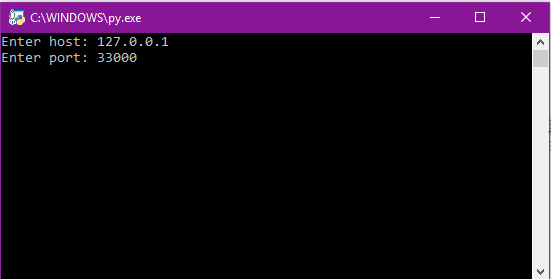 C:\WINDOWS\py.exe
Enter host: 127.0.0.1
Enter port: 33000